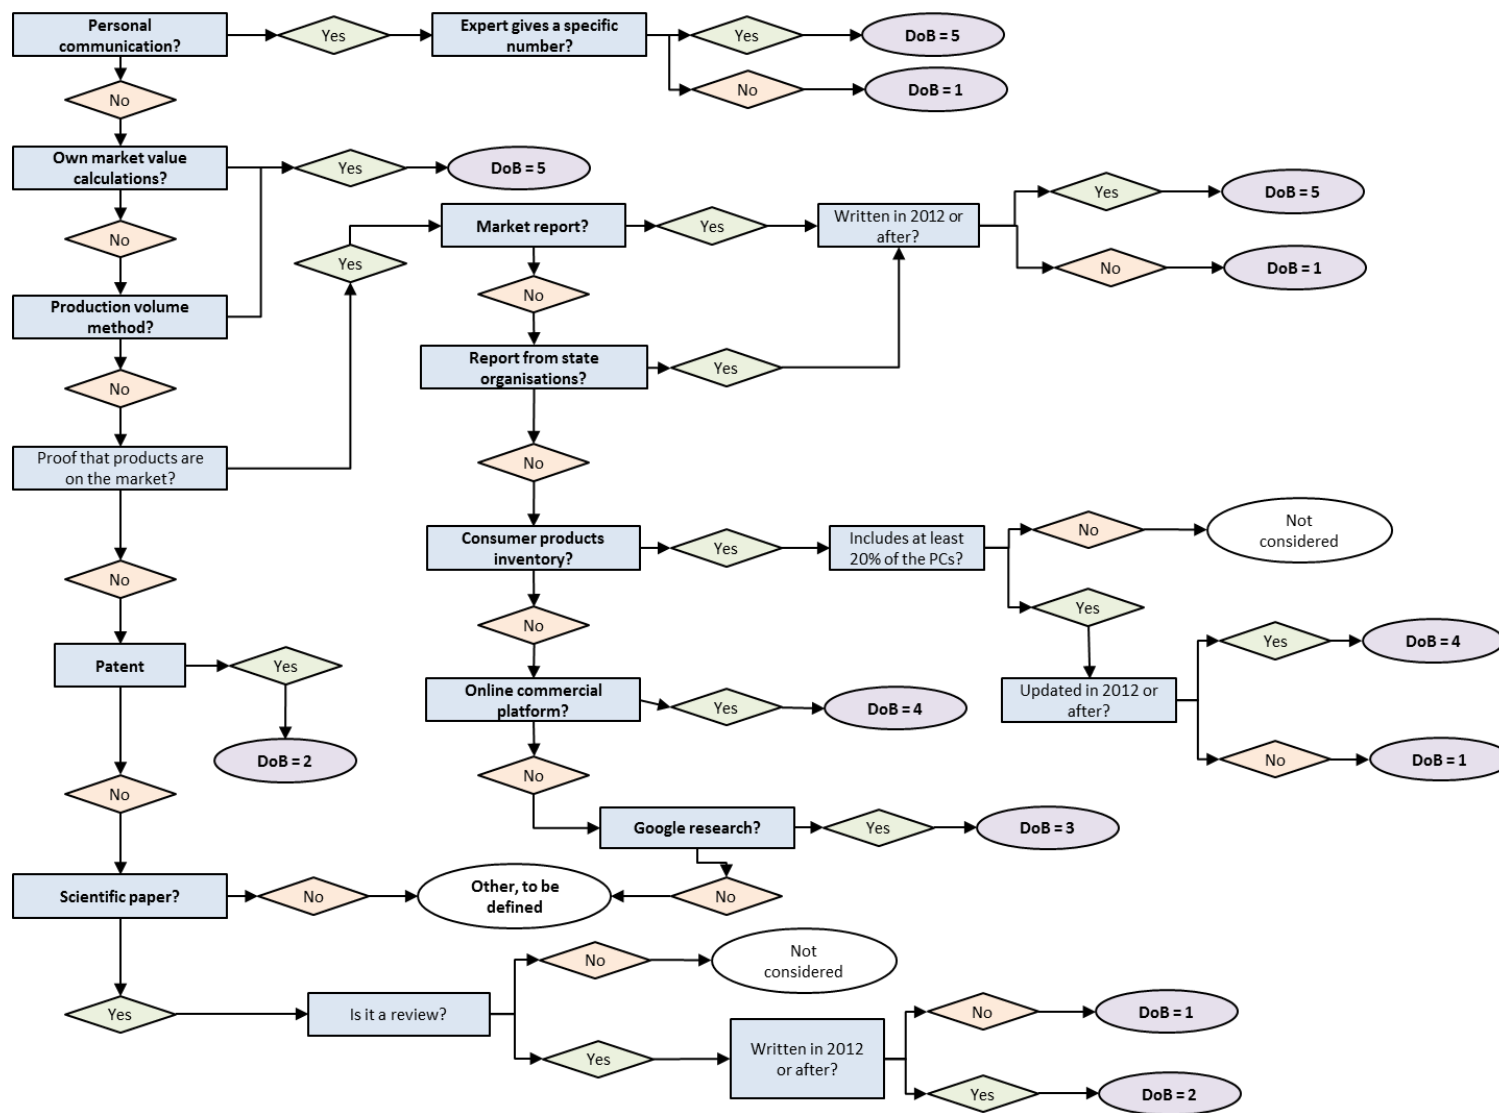 Personal
communication?
Yes
Expert gives a specific
number?
Yes
DoB = 5
No
DoB = 1
No
Own market value
calculations?
Yes
DoB = 5
No
Production volume
method?
No
Proof that products are
on the market?
Yes
Market report?
Yes
Written in 2012 or
after?
Yes
DoB = 5
No
DoB = 1
No
Report from state
organisations?
Yes
No
Consumer products
inventory?
Yes
Includes at least
20% of the PCs?
No
Not
considered
Yes
Updated in 2012 or
after?
Yes
DoB = 4
No
DoB = 1
No
Online commercial
platform?
Yes
DoB = 4
No
Google research?
Yes
DoB = 3
No
Other, to be
defined
No
Patent
Yes
DoB = 2
No
Scientific paper?
No
Yes
Is it a review?
No
Not
considered
Yes
Written in 2012
or after?
No
DoB = 1
Yes
DoB = 2